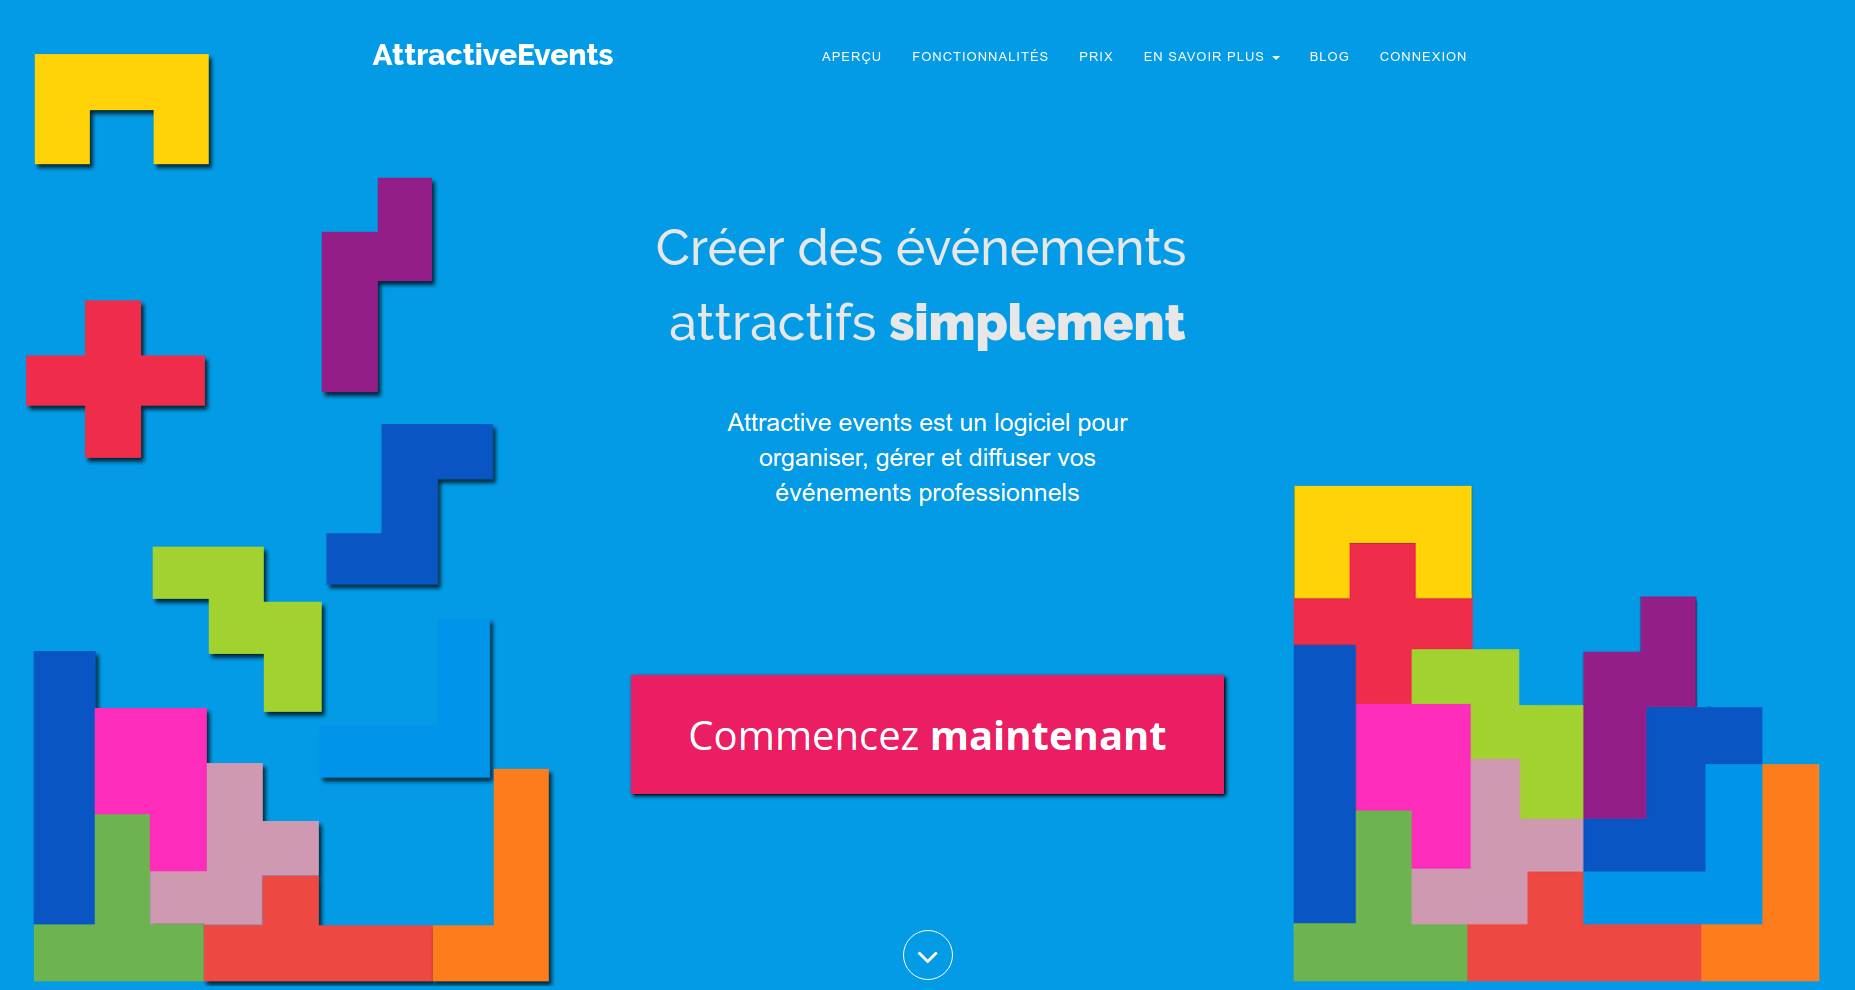 AttractiveEvents
APERÇU FONCTIONNALITÉS PRIX EN SAVOIR PLUS BLOG CONNEXION
Créer des événements
attractifs simplement
Attractive events est un logiciel pour
organiser, gérer et diffuser vos
événements professionnels
Commencez maintenant